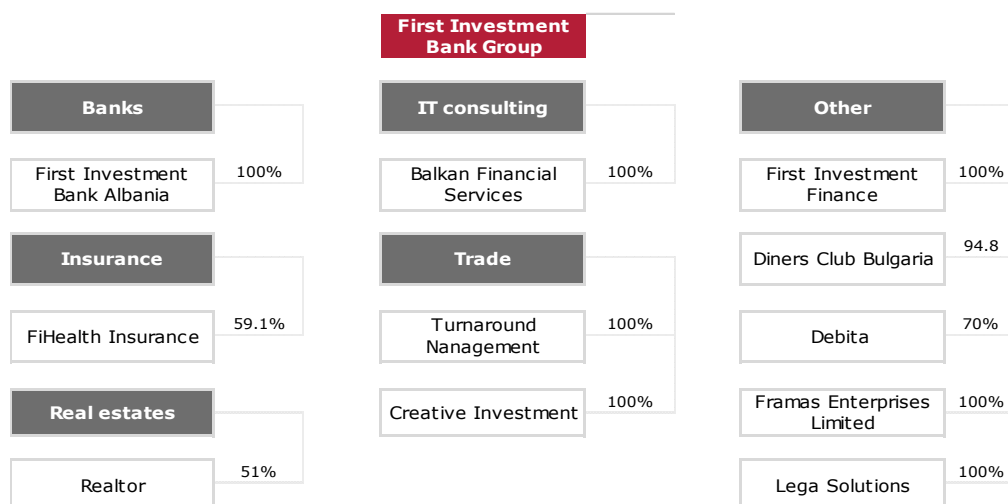 First Investment
Bank Group
Banks
First Investment
Bank Albania
100%
Insurance
FiHealth Insurance
59.1%
Real estates
Realtor
51%
IT consulting
Balkan Financial
Services
100%
Trade
Turnaround
Nanagement
100%
Creative Investment
100%
Other
First Investment
Finance
100%
Diners Club Bulgaria
94.8
Debita
70%
Framas Enterprises
Limited
100%
Lega Solutions
100%